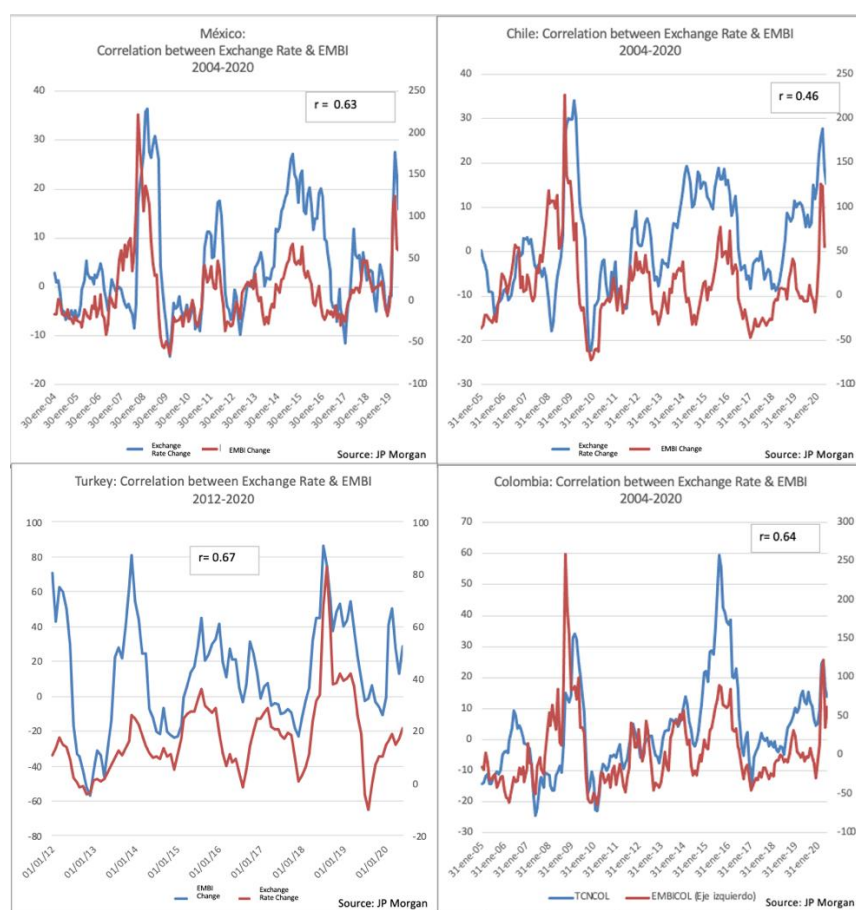 México:
Correlation between Exchange Rate & EMBI
2004-2020
r = 0.63
40
30
20
10
0
-10
-20
250
200
150
100
50
0
-50
-100
30-ene-04
30-ene-05
30-ene-06
30-ene-07
30-ene-08
30-ene-09
30-ene-10
30-ene-11
30-ene-12
30-ene-13
30-ene-14
30-ene-15
30-ene-16
30-ene-17
30-ene-18
30-ene-19
Exchange
Rate Change
EMBI Change
Source: JP Morgan
Chile: Correlation between Exchange Rate & EMBI
2004-2020
r = 0.46
40
30
20
10
0
-10
-20
-30
250
200
150
100
50
0
-50
-100
31-ene-05
31-ene-06
31-ene-07
31-ene-08
31-ene-09
31-ene-10
31-ene-11
31-ene-12
31-ene-13
31-ene-14
31-ene-15
31-ene-16
31-ene-17
31-ene-18
31-ene-19
31-ene-20
Exchange
Rate Change
EMBI Change
Source: JP Morgan
Turkey: Correlation between Exchange Rate & EMBI
2012-2020
r= 0.67
100
80
60
40
20
0
-20
-40
-60
-80
100
80
60
40
20
0
-20
01/01/12
01/01/13
01/01/14
01/01/15
01/01/16
01/01/17
01/01/18
01/01/19
01/01/20
EMBI
Change
Exchange
Rate Change
Source: JP Morgan
Colombia: Correlation between Exchange Rate & EMBI
2004-2020
r= 0.64
70
60
50
40
30
20
10
0
-10
-20
-30
300
250
200
150
100
50
0
-50
-100
31-ene-05
31-ene-06
31-ene-07
31-ene-08
31-ene-09
31-ene-10
31-ene-11
31-ene-12
31-ene-13
31-ene-14
31-ene-15
31-ene-16
31-ene-17
31-ene-18
31-ene-19
31-ene-20
TCNCOL
EMBICOL (Eje izquierdo)
Source: JP Morgan